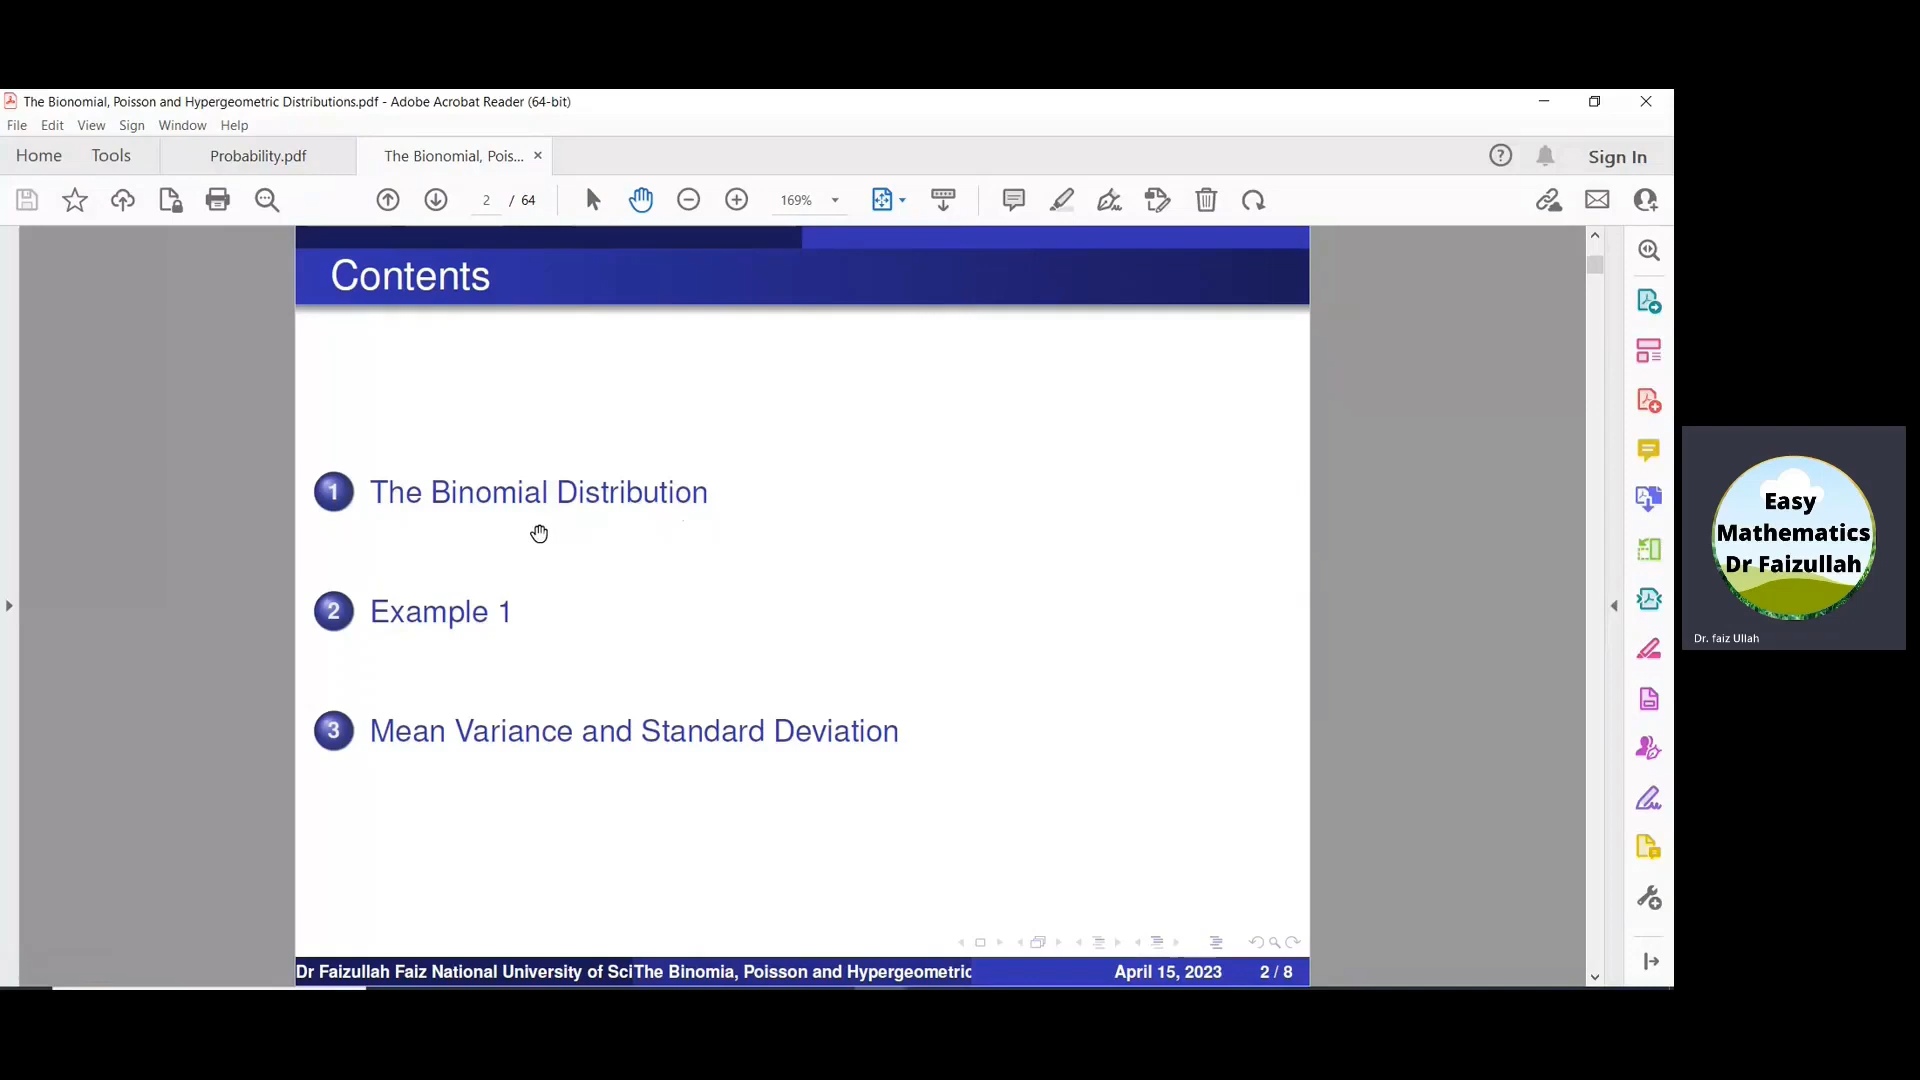 The Bionomial, Poisson and Hypergeometric Distributions.pdf - Adobe Acrobat Reader (64-bit)
File Edit View Sign Window Help
Home Tools Probability.pdf The Bionomial, Pois... Sign In
2 / 64 169%
Contents
1 The Binomial Distribution
2 Example 1
3 Mean Variance and Standard Deviation
Dr Faizullah Faiz National University of Sci The Binomia, Poisson and Hypergeometric April 15, 2023 2 / 8
Easy
Mathematics
Dr Faizullah
Dr. faiz Ullah